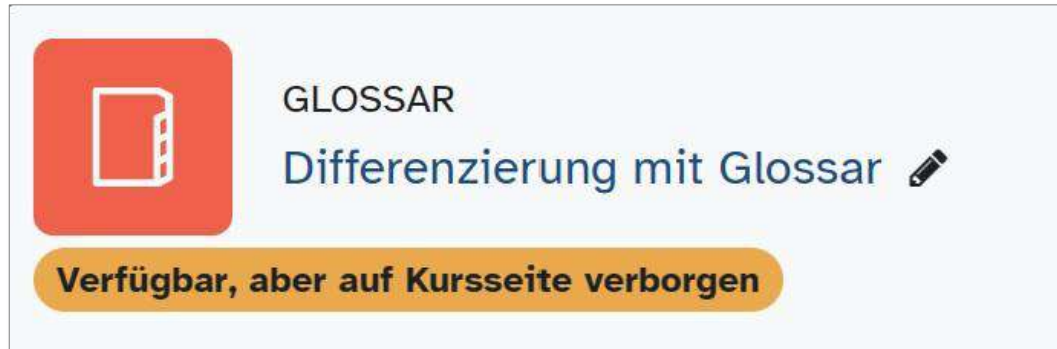 GLOSSAR
Differenzierung mit Glossar
Verfügbar, aber auf Kursseite verborgen